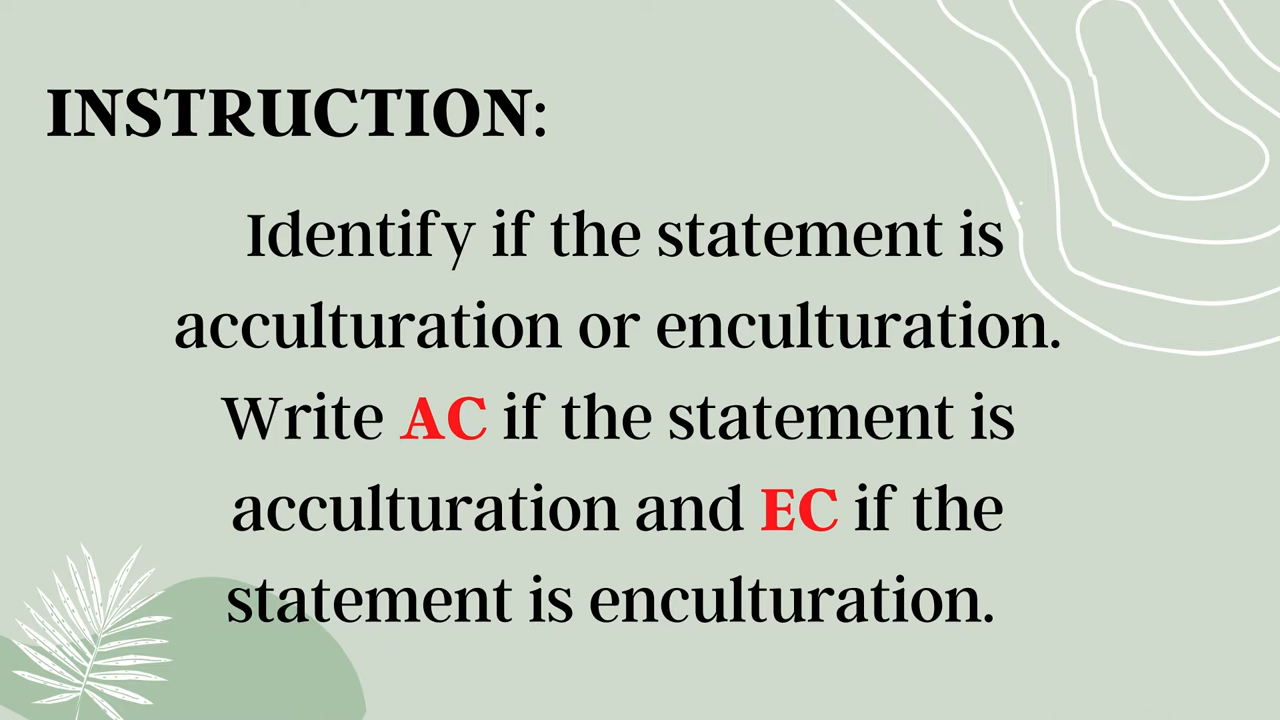 INSTRUCTION:
Identify if the statement is
acculturation or enculturation.
Write AC if the statement is
acculturation and EC if the
statement is enculturation.